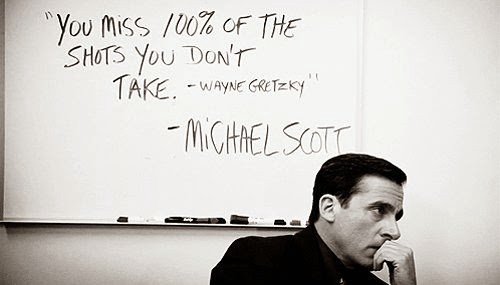 "YOU MISS 100% OF THE
SHOTS YOU DON'T
TAKE. - WAYNE GRETZKY"
- MICHAEL SCOTT